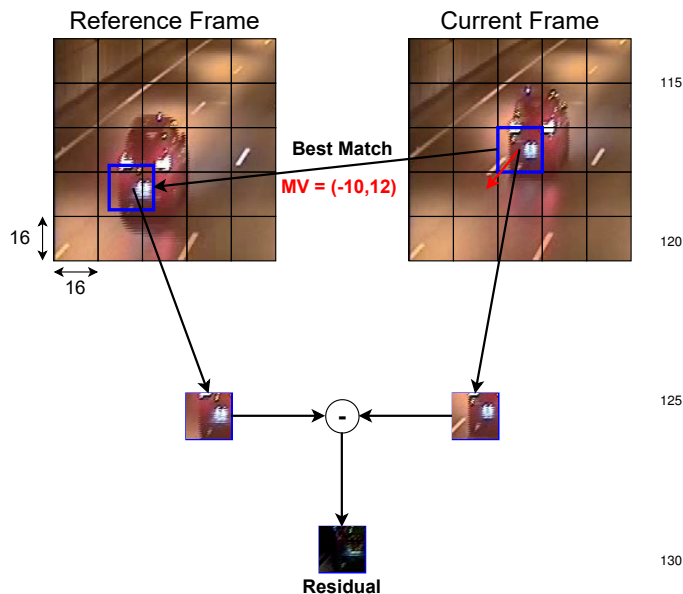 Reference Frame
Current Frame
115
Best Match
MV = (-10,12)
16
120
16
125
-
130
Residual